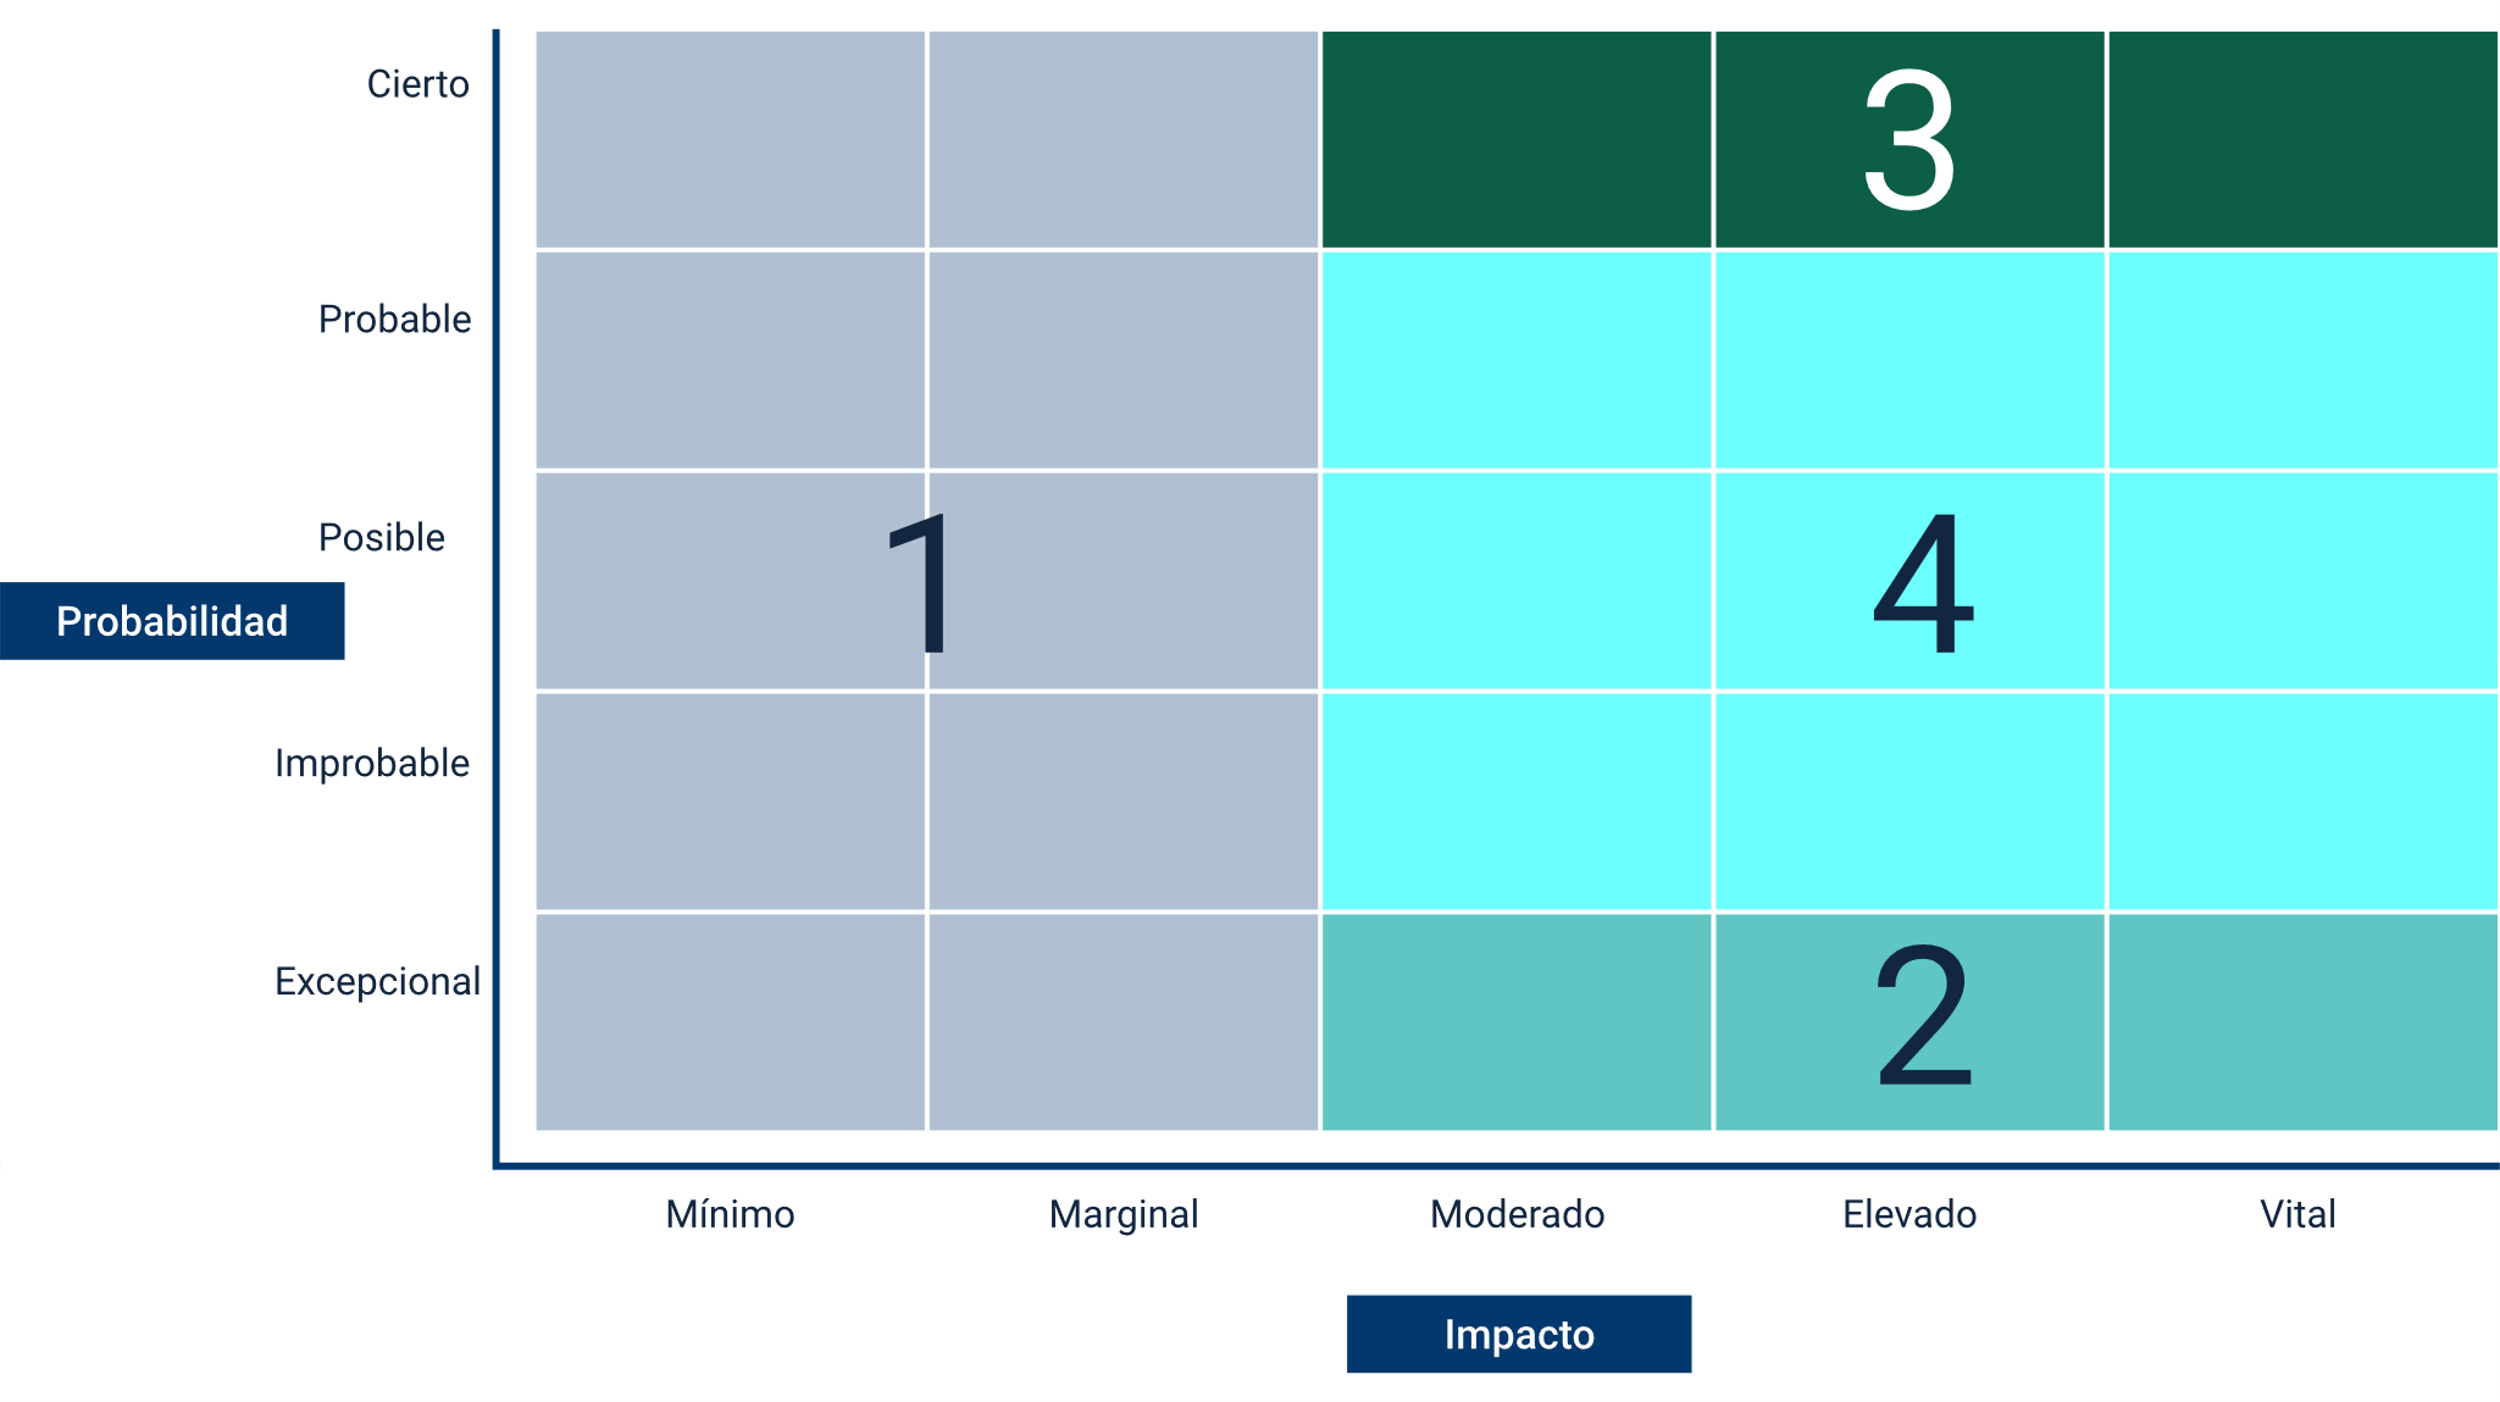 Cierto
3
Probable
Posible
1
4
Probabilidad
Improbable
Excepcional
2
Mínimo
Marginal
Moderado
Elevado
Vital
Impacto